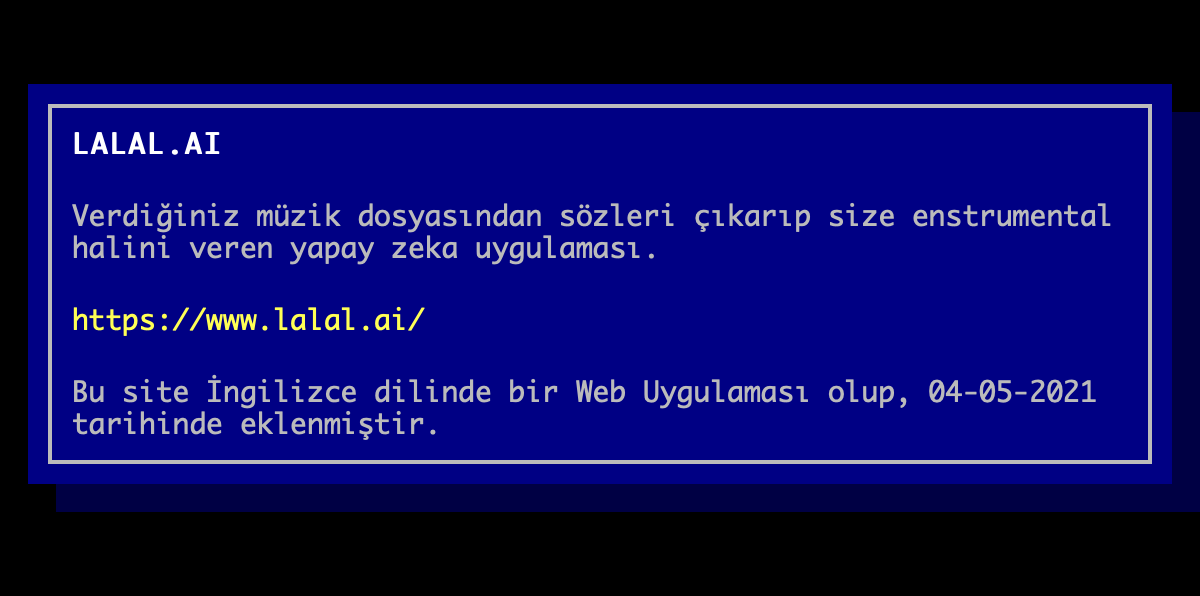 LALAL.AI
Verdiğiniz müzik dosyasından sözleri çıkarıp size enstrumental
halini veren yapay zeka uygulaması.
https://www.lalal.ai/
Bu site İngilizce dilinde bir Web Uygulaması olup, 04-05-2021
tarihinde eklenmiştir.